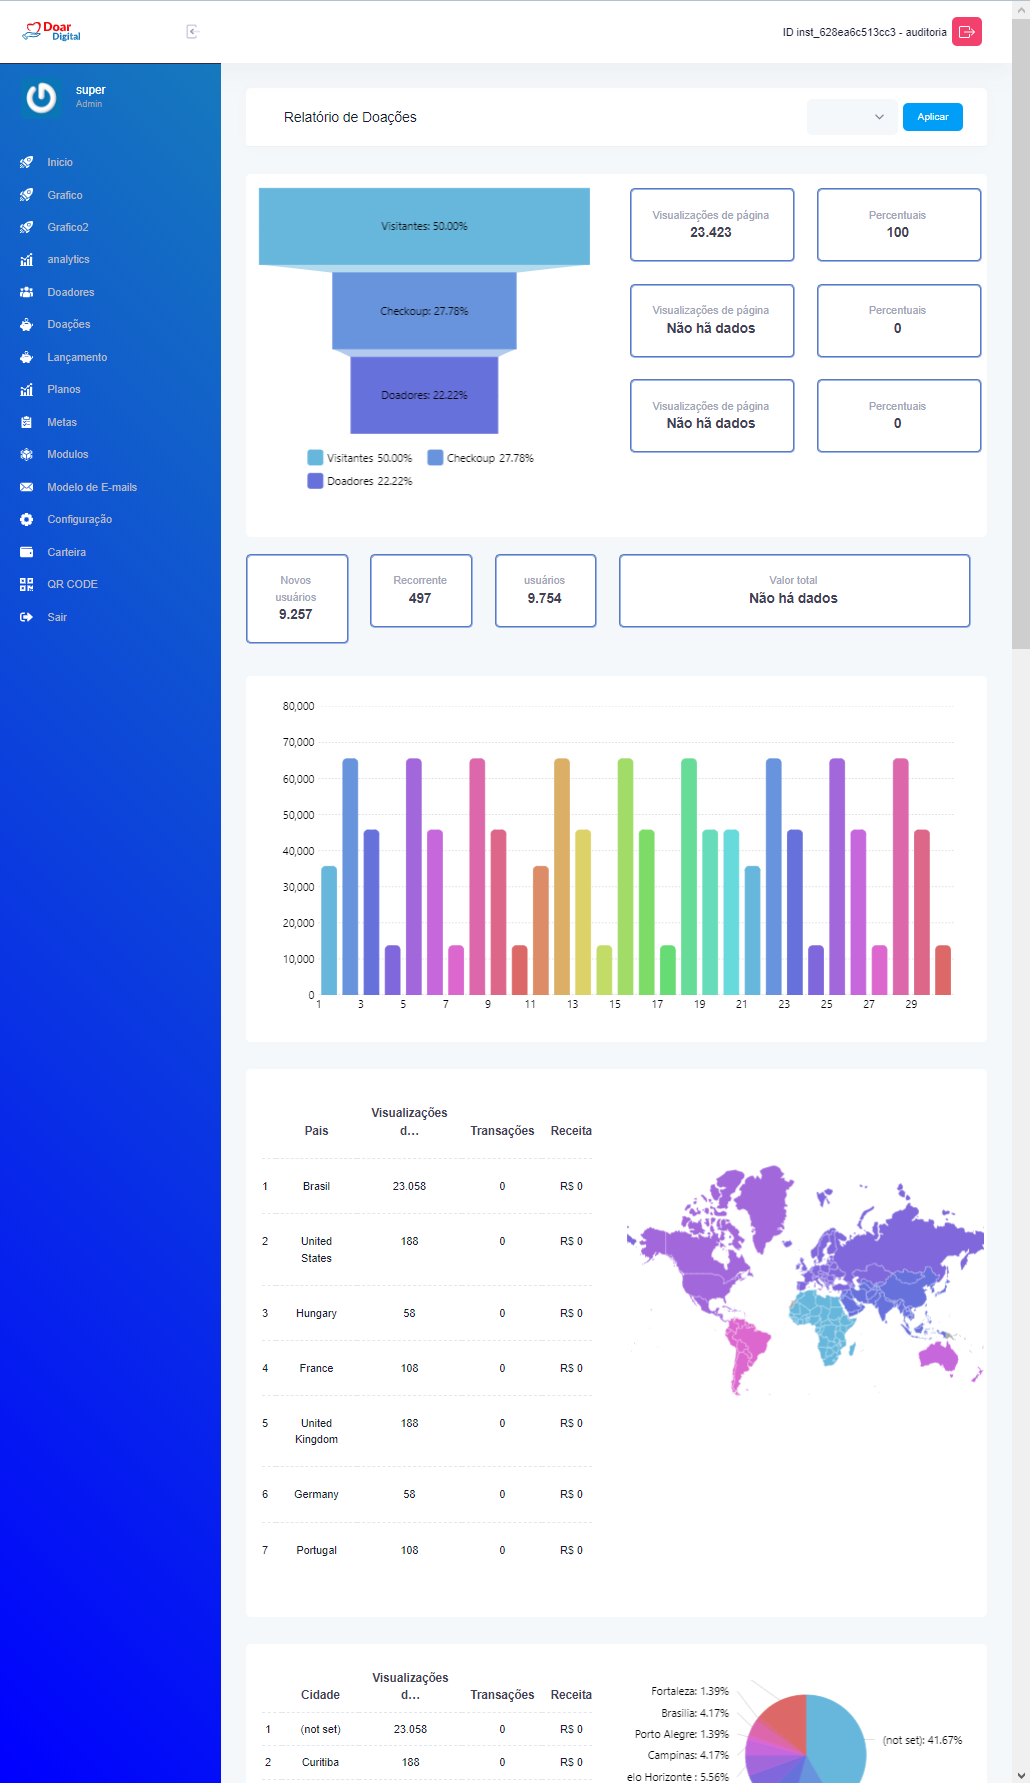 Doar
Digital
ID inst_628ea6c513cc3 - auditoria
super
Admin
Inicio
Grafico
Grafico2
analytics
Doadores
Doações
Lançamento
Planos
Metas
Modulos
Modelo de E-mails
Configuração
Carteira
QR CODE
Sair
Relatório de Doações
Aplicar
Visitantes: 50.00%
Checkoup: 27.78%
Doadores: 22.22%
Visitantes 50.00% Checkoup 27.78%
Doadores 22.22%
Visualizações de página
23.423
Percentuais
100
Visualizações de página
Não há dados
Percentuais
0
Visualizações de página
Não há dados
Percentuais
0
Novos
usuários
9.257
Recorrente
497
usuários
9.754
Valor total
Não há dados
80,000
70,000
60,000
50,000
40,000
30,000
20,000
10,000
0
1 3 5 7 9 11 13 15 17 19 21 23 25 27 29
Pais Visualizações d... Transações Receita
1 Brasil 23.058 0 R$ 0
2 United States 188 0 R$ 0
3 Hungary 58 0 R$ 0
4 France 108 0 R$ 0
5 United Kingdom 188 0 R$ 0
6 Germany 58 0 R$ 0
7 Portugal 108 0 R$ 0
Cidade Visualizações d... Transações Receita
1 (not set) 23.058 0 R$ 0
2 Curitiba 188 0 R$ 0
Fortaleza: 1.39%
Brasilia: 4.17%
Porto Alegre: 1.39%
Campinas: 4.17%
elo Horizonte : 5.56%
(not set): 41.67%